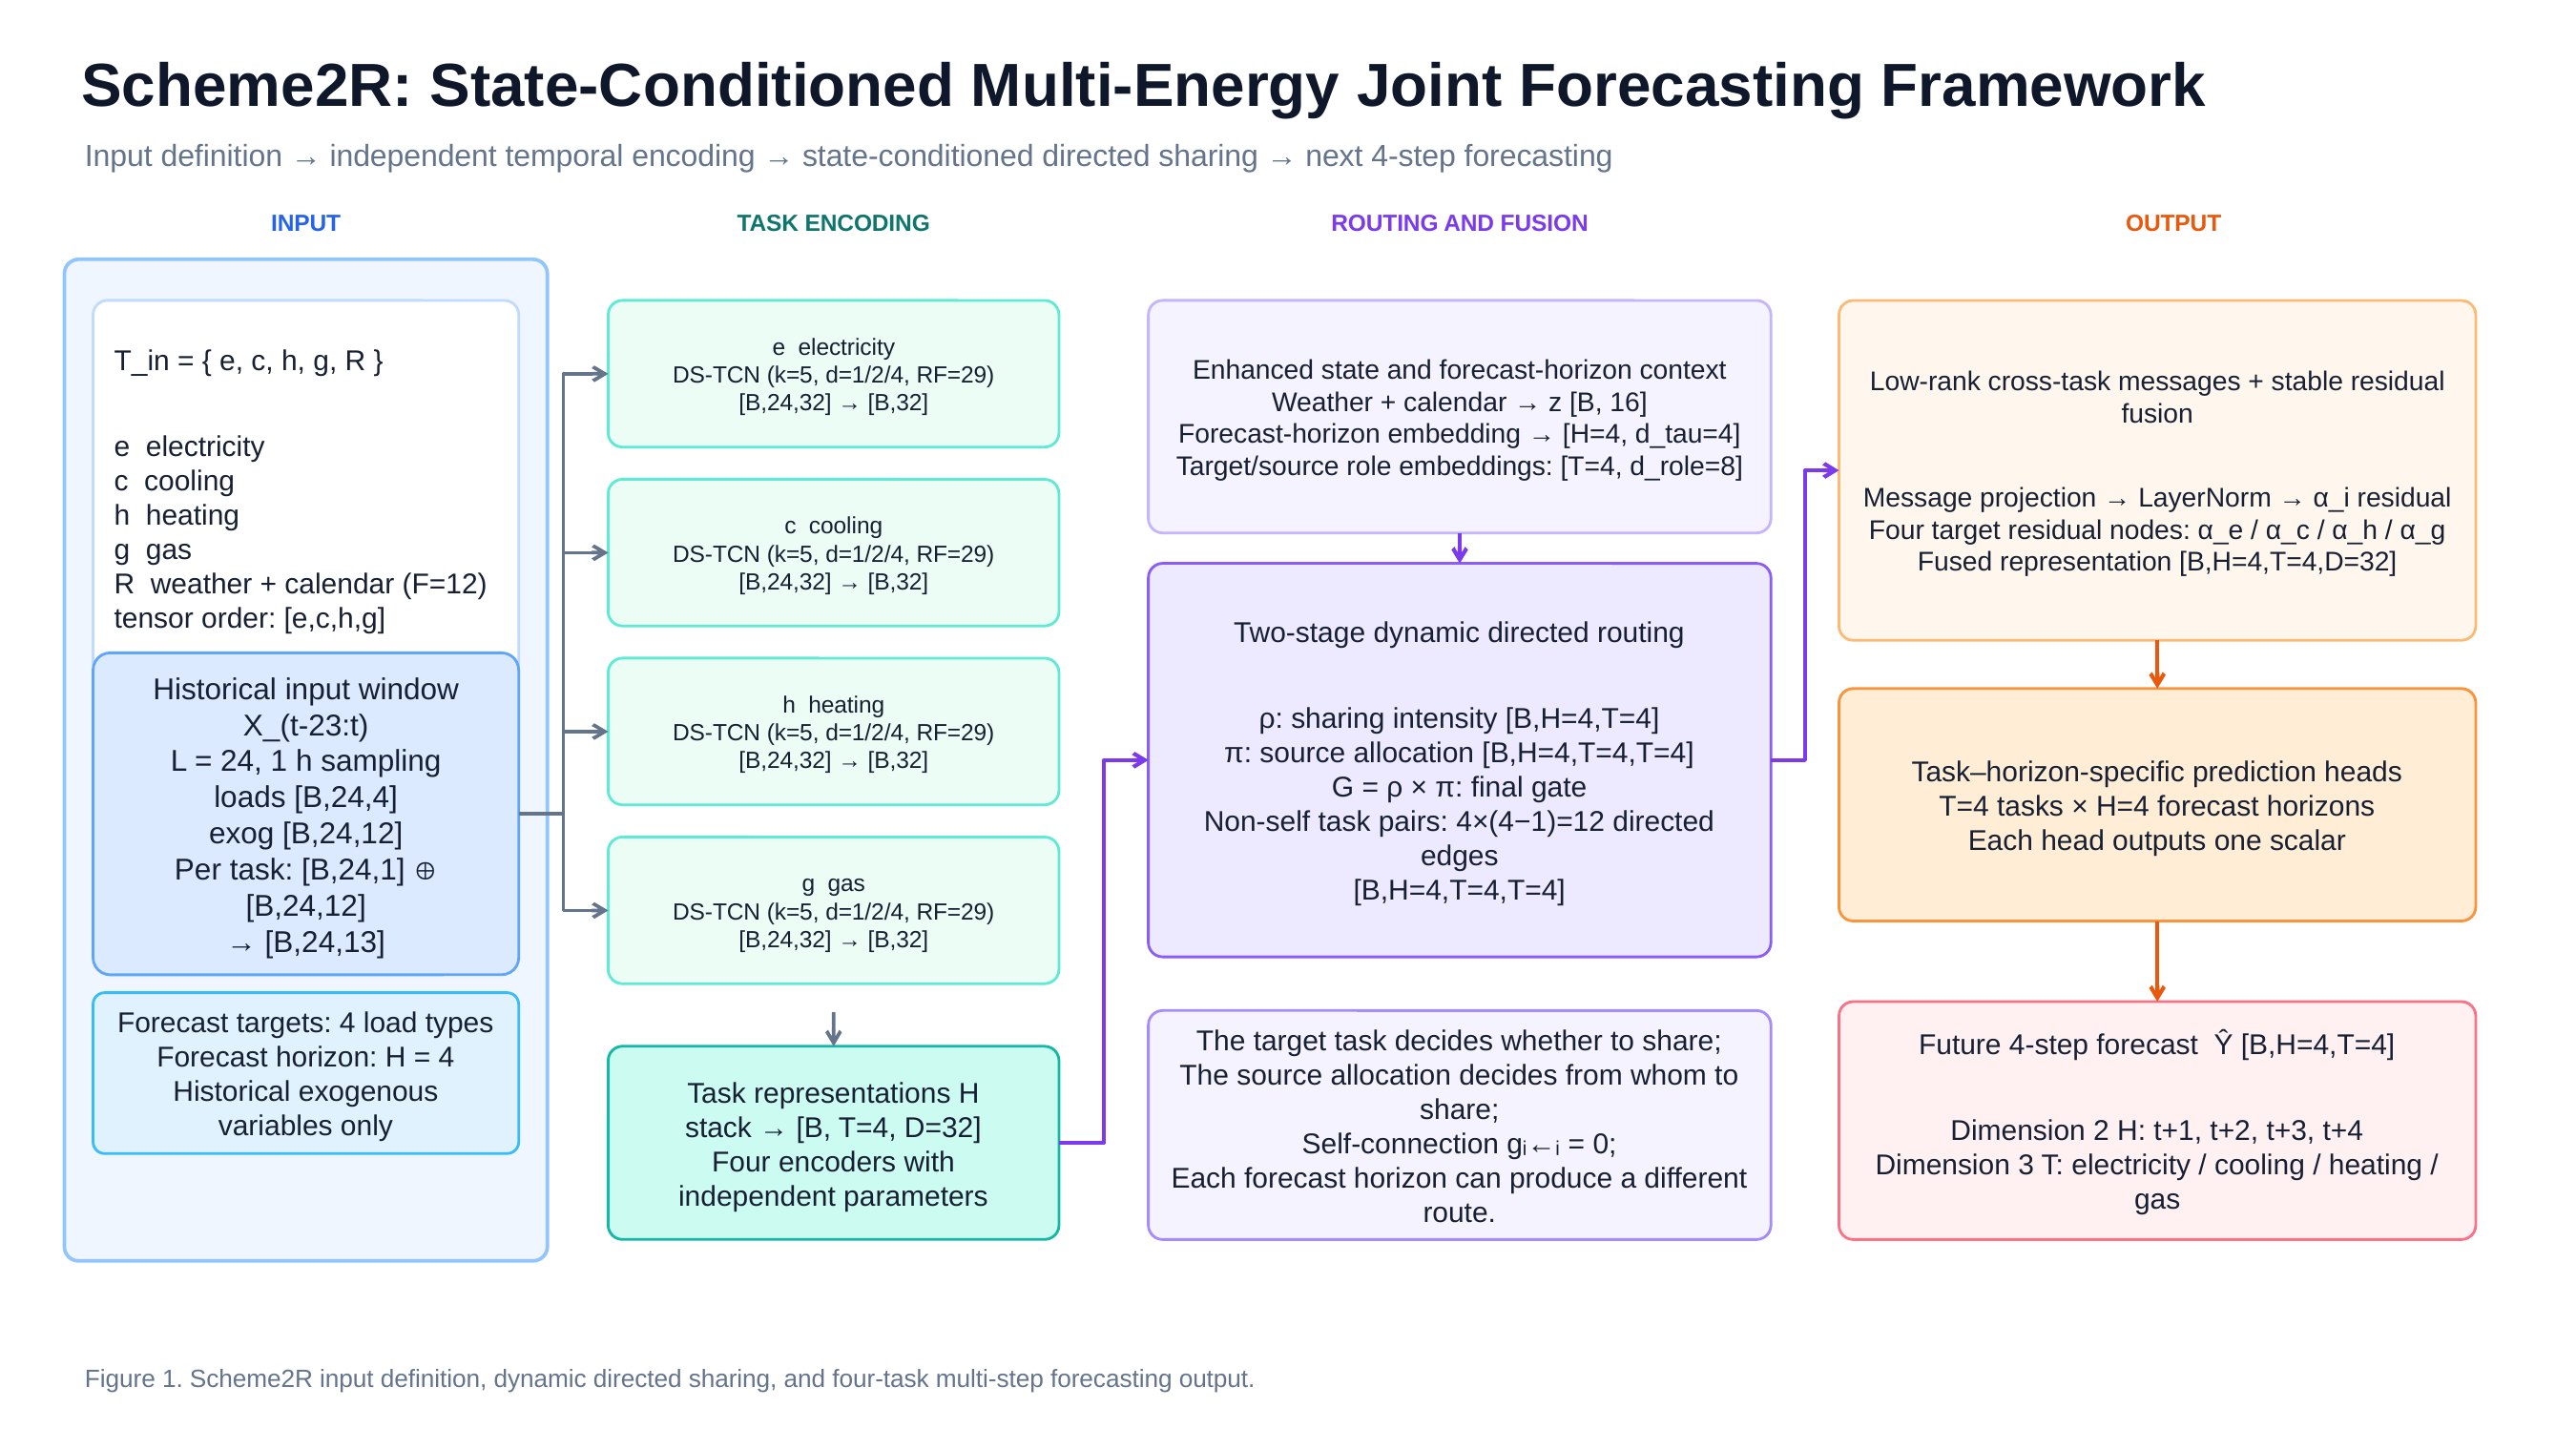 Scheme2R: State-Conditioned Multi-Energy Joint Forecasting Framework
Input definition → independent temporal encoding → state-conditioned directed sharing → next 4-step forecasting
INPUT
T_in = { e, c, h, g, R }
e  electricity
c  cooling
h  heating
g  gas
R  weather + calendar (F=12)
tensor order: [e,c,h,g]
Historical input window
X_(t-23:t)
L = 24, 1 h sampling
loads [B,24,4]
exog [B,24,12]
Per task: [B,24,1] ⊕
[B,24,12]
→ [B,24,13]
Forecast targets: 4 load types
Forecast horizon: H = 4
Historical exogenous
variables only
TASK ENCODING
e  electricity
DS-TCN (k=5, d=1/2/4, RF=29)
[B,24,32] → [B,32]
c  cooling
DS-TCN (k=5, d=1/2/4, RF=29)
[B,24,32] → [B,32]
h  heating
DS-TCN (k=5, d=1/2/4, RF=29)
[B,24,32] → [B,32]
g  gas
DS-TCN (k=5, d=1/2/4, RF=29)
[B,24,32] → [B,32]
Task representations H
stack → [B, T=4, D=32]
Four encoders with
independent parameters
ROUTING AND FUSION
Enhanced state and forecast-horizon context
Weather + calendar → z [B, 16]
Forecast-horizon embedding → [H=4, d_tau=4]
Target/source role embeddings: [T=4, d_role=8]
Two-stage dynamic directed routing
ρ: sharing intensity [B,H=4,T=4]
π: source allocation [B,H=4,T=4,T=4]
G = ρ × π: final gate
Non-self task pairs: 4×(4−1)=12 directed
edges
[B,H=4,T=4,T=4]
The target task decides whether to share;
The source allocation decides from whom to
share;
Self-connection gᵢ←ᵢ = 0;
Each forecast horizon can produce a different
route.
OUTPUT
Low-rank cross-task messages + stable residual
fusion
Message projection → LayerNorm → α_i residual
Four target residual nodes: α_e / α_c / α_h / α_g
Fused representation [B,H=4,T=4,D=32]
Task–horizon-specific prediction heads
T=4 tasks × H=4 forecast horizons
Each head outputs one scalar
Future 4-step forecast  Ŷ [B,H=4,T=4]
Dimension 2 H: t+1, t+2, t+3, t+4
Dimension 3 T: electricity / cooling / heating /
gas
Figure 1. Scheme2R input definition, dynamic directed sharing, and four-task multi-step forecasting output.